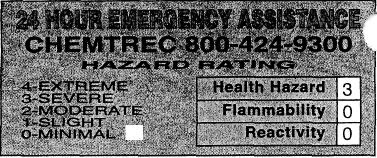 24 HOUR EMERGENCY ASSISTANCE
CHEMTREC 800-424-9300
HAZARD RATING
4-EXTREME
3-SEVERE
2-MODERATE
1-SLIGHT
0-MINIMAL
Health Hazard 3
Flammability 0
Reactivity 0